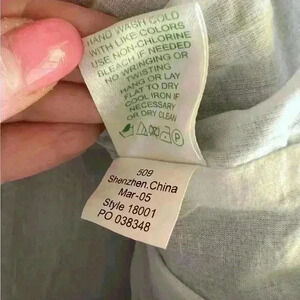 HAND WASH COLD
WITH LIKE COLORS
USE NON-CHLORINE
BLEACH IF NEEDED
NO WRINGING OR
TWISTING
HANG OR LAY
FLAT TO DRY
COOL IRON IF
NECESSARY
OR DRY CLEAN
P
509
Shenzhen.China
Mar-05
Style 18001
PO 038348